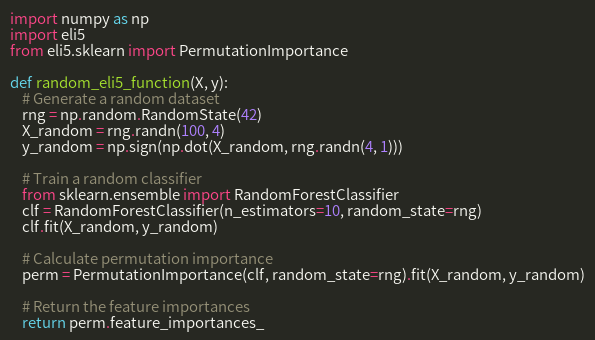 import numpy as np
import eli5
from eli5.sklearn import PermutationImportance
def random_eli5_function(X, y):
# Generate a random dataset
rng = np.random.RandomState(42)
X_random = rng.randn(100, 4)
y_random = np.sign(np.dot(X_random, rng.randn(4, 1)))
# Train a random classifier
from sklearn.ensemble import RandomForestClassifier
clf = RandomForestClassifier(n_estimators=10, random_state=rng)
clf.fit(X_random, y_random)
# Calculate permutation importance
perm = PermutationImportance(clf, random_state=rng).fit(X_random, y_random)
# Return the feature importances
return perm.feature_importances_